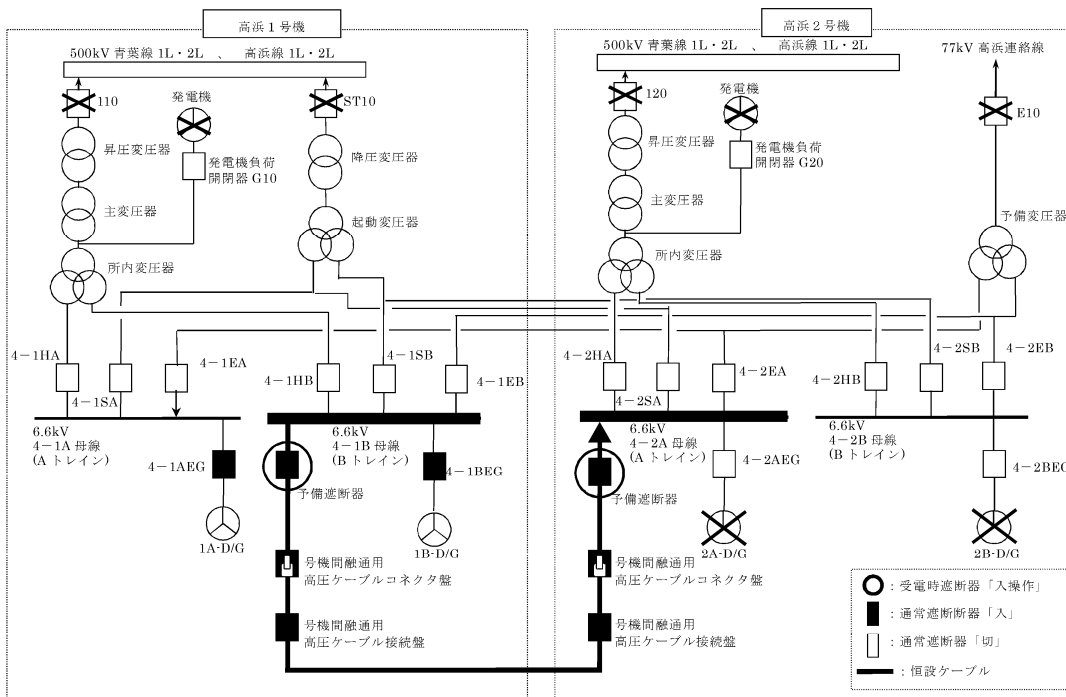 高浜1号機
高浜2号機
500kV 青葉線 1L・2L 、 高浜線 1L・2L
500kV 青葉線 1L・2L 、 高浜線 1L・2L
77kV 高浜連絡線
110
発電機
ST10
120
発電機
E10
昇圧変圧器
発電機負荷
開閉器 G10
降圧変圧器
昇圧変圧器
発電機負荷
開閉器 G20
主変圧器
起動変圧器
主変圧器
予備変圧器
所内変圧器
所内変圧器
4-1HA
4-1SA
4-1EA
4-1HB
4-1SB
4-1EB
4-2HA
4-2SA
4-2EA
4-2HB
4-2SB
4-2EB
6.6kV
4-1A 母線
(A トレイン)
6.6kV
4-1B 母線
(B トレイン)
6.6kV
4-2A 母線
(A トレイン)
6.6kV
4-2B 母線
(B トレイン)
4-1AEG
4-1BEG
4-2AEG
4-2BEG
予備遮断器
予備遮断器
1A-D/G
1B-D/G
2A-D/G
2B-D/G
号機間融通用
高圧ケーブルコネクタ盤
号機間融通用
高圧ケーブルコネクタ盤
号機間融通用
高圧ケーブル接続盤
号機間融通用
高圧ケーブル接続盤
：受電時遮断器「入操作」
：通常遮断断器「入」
：通常遮断器「切」
：恒設ケーブル